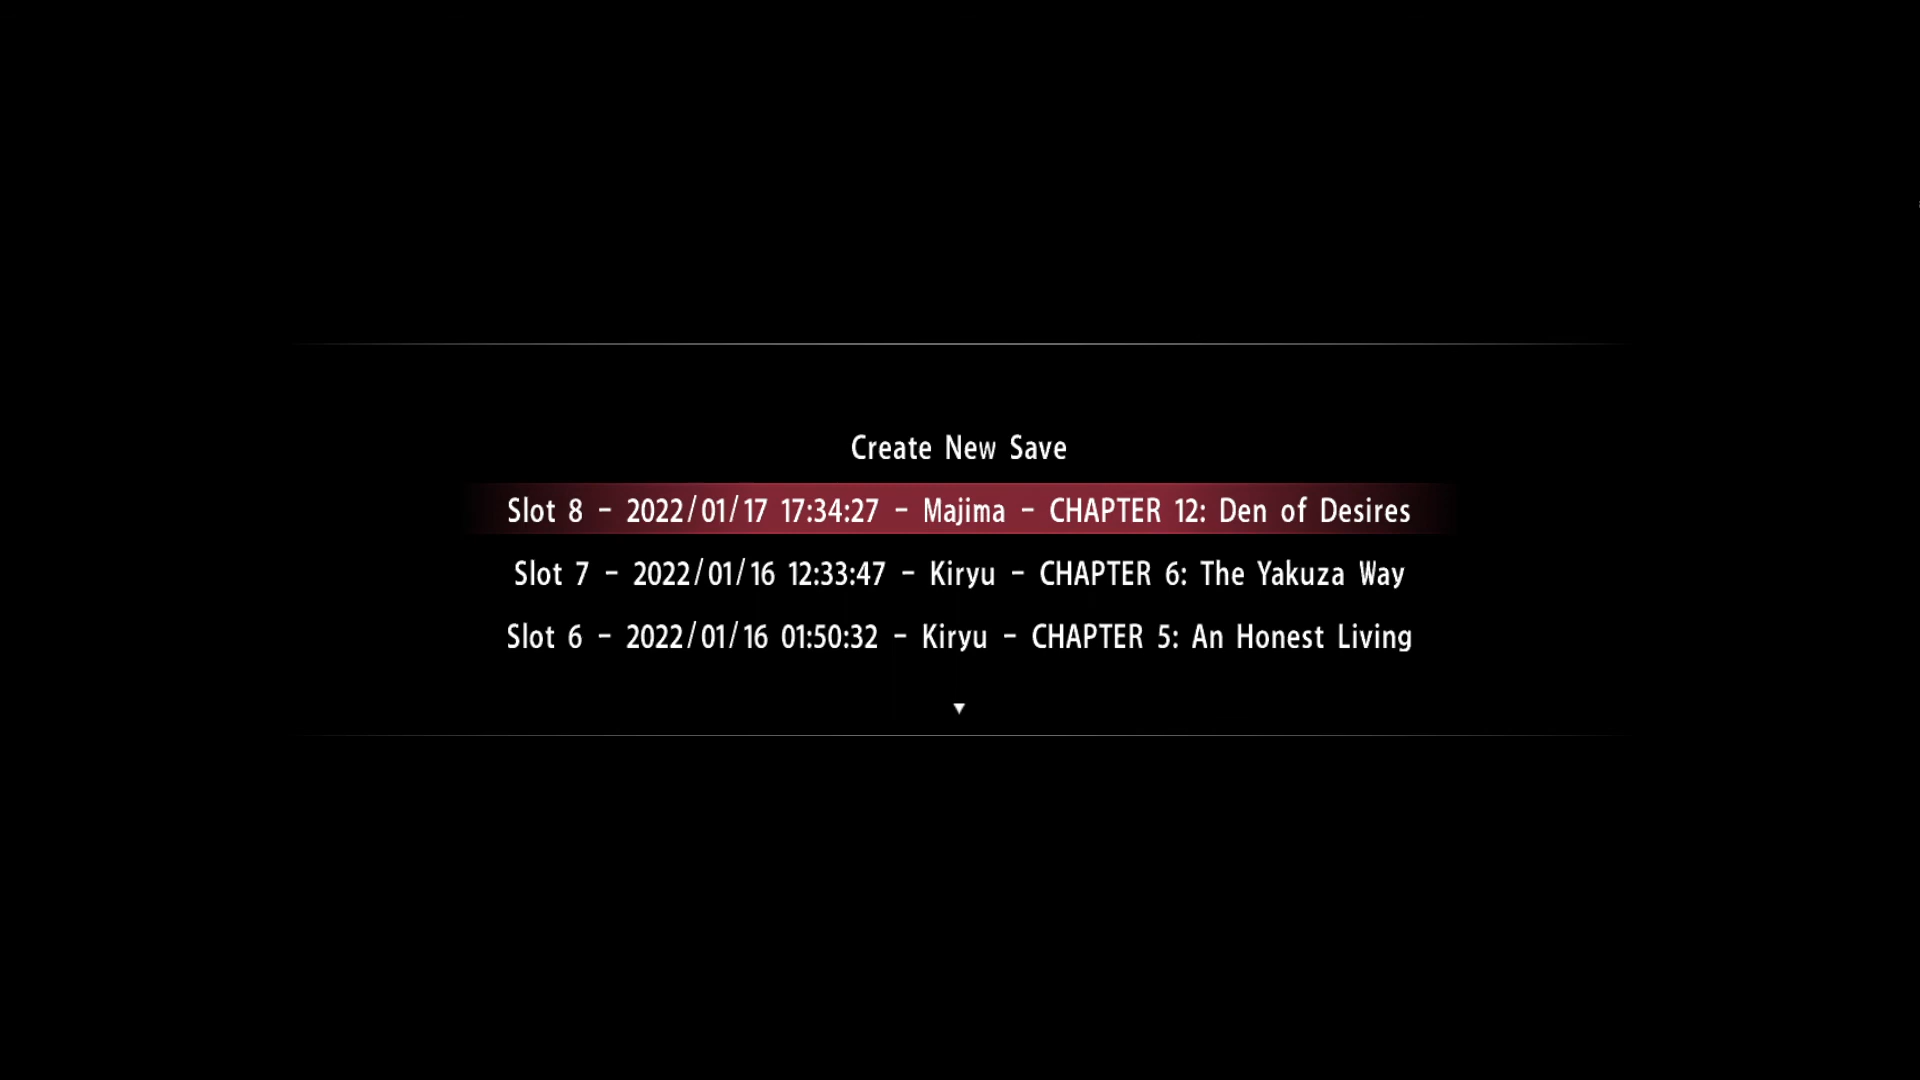 Create New Save
Slot 8 - 2022/01/17 17:34:27 - Majima - CHAPTER 12: Den of Desires
Slot 7 - 2022/01/16 12:33:47 - Kiryu - CHAPTER 6: The Yakuza Way
Slot 6 - 2022/01/16 01:50:32 - Kiryu - CHAPTER 5: An Honest Living